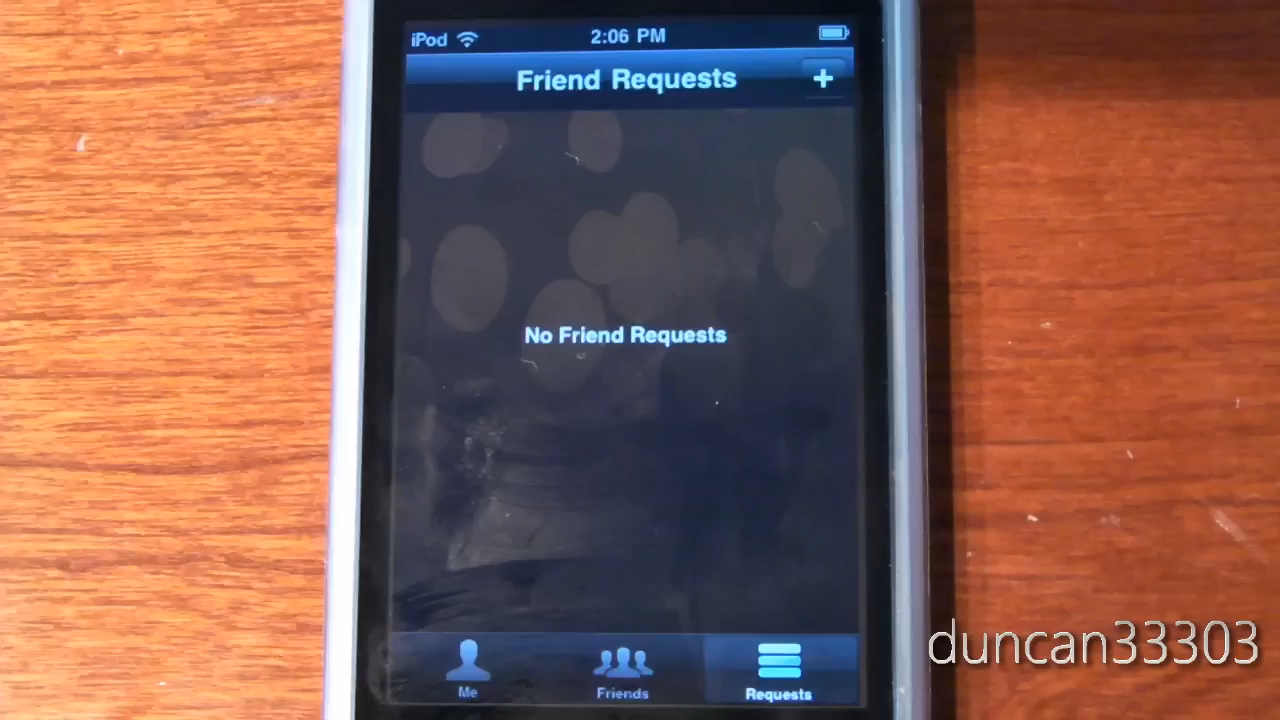 iPod 2:06 PM
Friend Requests +
No Friend Requests
Me Friends Requests
duncan33303